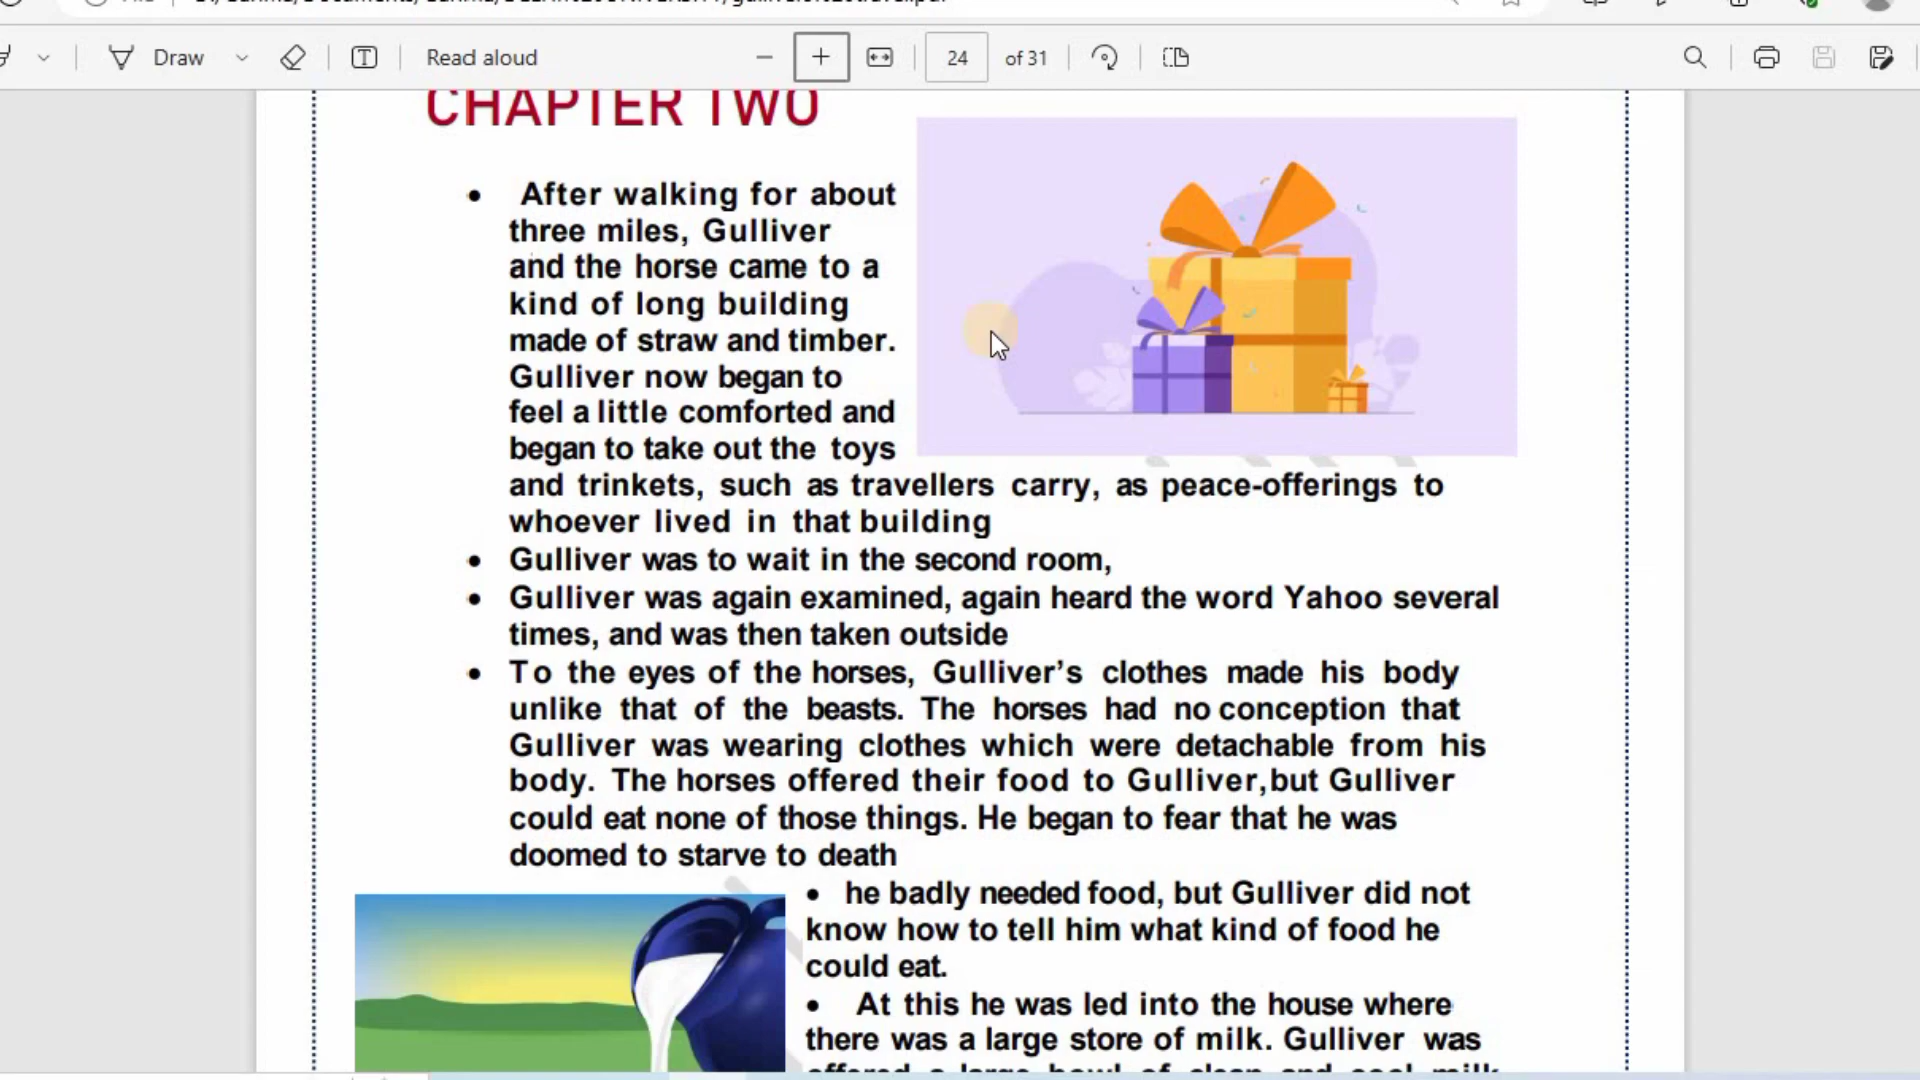 Draw
Read aloud
24
of 31
CHAPTER TWO
• After walking for about
three miles, Gulliver
and the horse came to a
kind of long building
made of straw and timber.
Gulliver now began to
feel a little comforted and
began to take out the toys
and trinkets, such as travellers carry, as peace-offerings to
whoever lived in that building
• Gulliver was to wait in the second room,
• Gulliver was again examined, again heard the word Yahoo several
times, and was then taken outside
• To the eyes of the horses, Gulliver’s clothes made his body
unlike that of the beasts. The horses had no conception that
Gulliver was wearing clothes which were detachable from his
body. The horses offered their food to Gulliver,but Gulliver
could eat none of those things. He began to fear that he was
doomed to starve to death
• he badly needed food, but Gulliver did not
know how to tell him what kind of food he
could eat.
• At this he was led into the house where
there was a large store of milk. Gulliver was
offered a large bowl of clean and cool milk